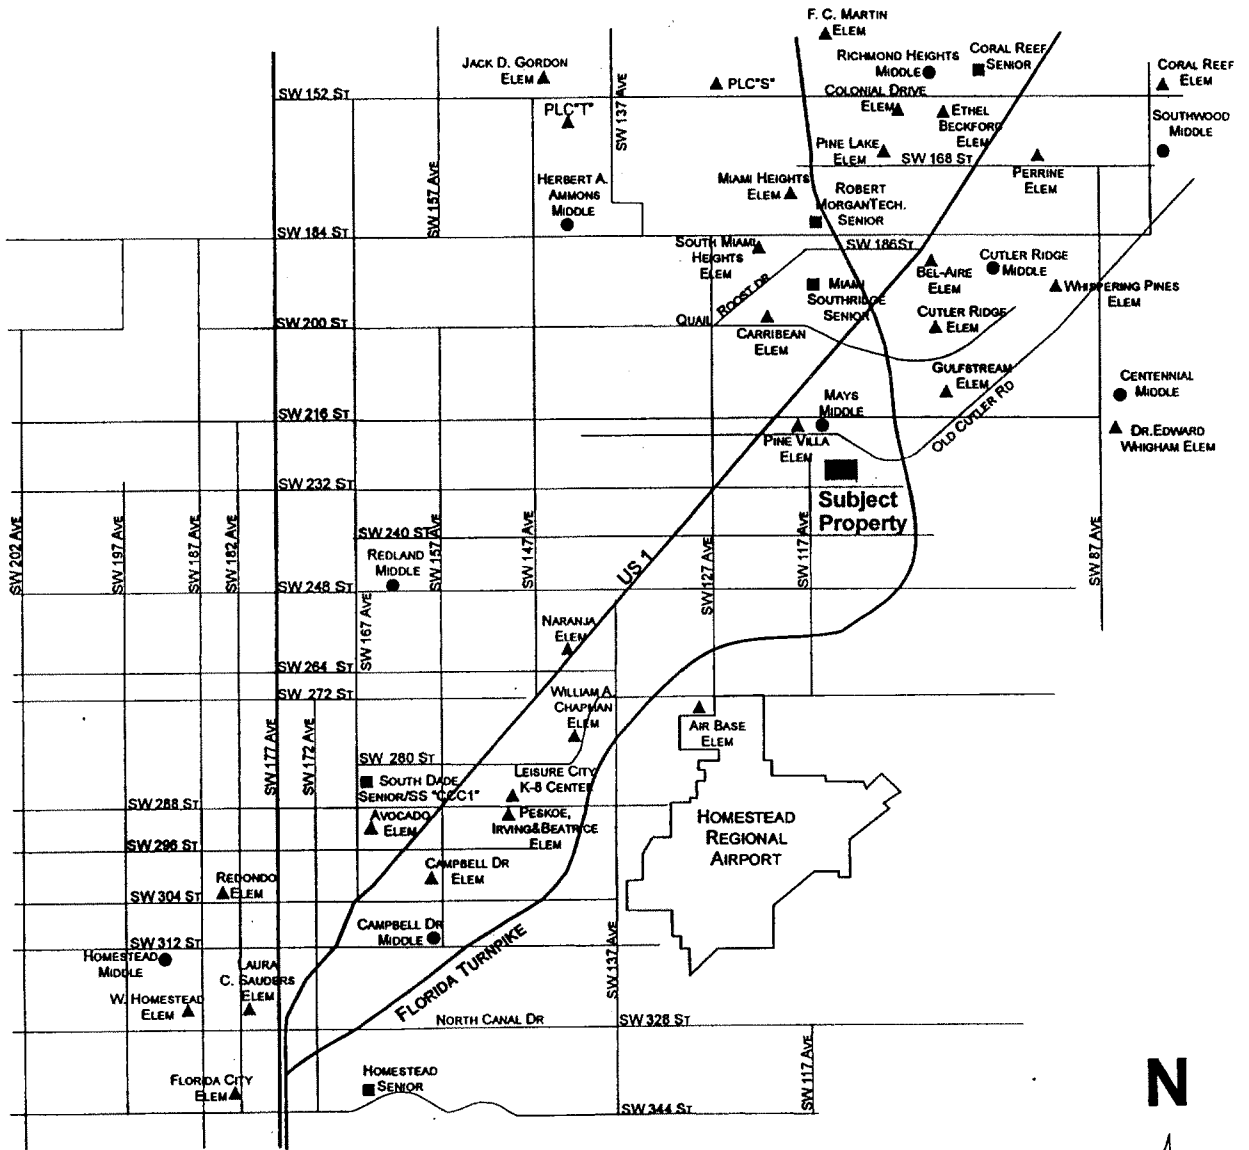 F. C. MARTIN
ELEM
JACK D. GORDON
ELEM
SW 137 AVE
PLC"S"
RICHMOND HEIGHTS
MIDDLE
CORAL REEF
SENIOR
CORAL REEF
ELEM
SW 152 ST
PLC"T"
COLONIAL DRIVE
ELEM
ETHEL
BECKFORD
ELEM
SOUTHWOOD
MIDDLE
SW 157 AVE
SW 147 AVE
SW 137 AVE
PINE LAKE
ELEM
SW 168 ST
PERRINE
ELEM
HERBERT A.
AMMONS
MIDDLE
MIAMI HEIGHTS
ELEM
ROBERT
MORGANTECH.
SENIOR
SW 184 ST
SOUTH MIAMI
HEIGHTS
ELEM
SW 186ST
BEL-AIRE
ELEM
CUTLER RIDGE
MIDDLE
WHISPERING PINES
ELEM
QUAIL ROOST DR
MIAMI
SOUTHRIDGE
SENIOR
SW 200 ST
CARRIBEAN
ELEM
CUTLER RIDGE
ELEM
GULFSTREAM
ELEM
OLD CUTLER RD
CENTENNIAL
MIDDLE
SW 216 ST
MAYS
MIDDLE
PINE VILLA
ELEM
DR.EDWARD
WHIGHAM ELEM
SW 232 ST
Subject
Property
SW 202 AVE
SW 197 AVE
SW 187 AVE
SW 182 AVE
SW 240 ST
SW 157 AVE
SW 147 AVE
US 1
SW 127 AVE
SW 117 AVE
SW 87 AVE
REDLAND
MIDDLE
SW 248 ST
SW 167 AVE
NARANJA
ELEM
SW 264 ST
SW 272 ST
WILLIAM A.
CHAPMAN
ELEM
AIR BASE
ELEM
SW 177 AVE
SW 172 AVE
SW 280 ST
SOUTH DADE
SENIOR/SS "CCC1"
LEISURE CITY
K-8 CENTER
SW 288 ST
AVOCADO
ELEM
PESKOE,
IRVING&BEATRICE
ELEM
HOMESTEAD
REGIONAL
AIRPORT
SW 296 ST
REDONDO
ELEM
CAMPBELL DR
ELEM
SW 304 ST
CAMPBELL DR
MIDDLE
SW 312 ST
HOMESTEAD
MIDDLE
LAURA
C. SAUDERS
ELEM
FLORIDA TURNPIKE
SW 137 AVE
W. HOMESTEAD
ELEM
NORTH CANAL DR
SW 328 ST
SW 117 AVE
FLORIDA CITY
ELEM
HOMESTEAD
SENIOR
SW 344 ST
N